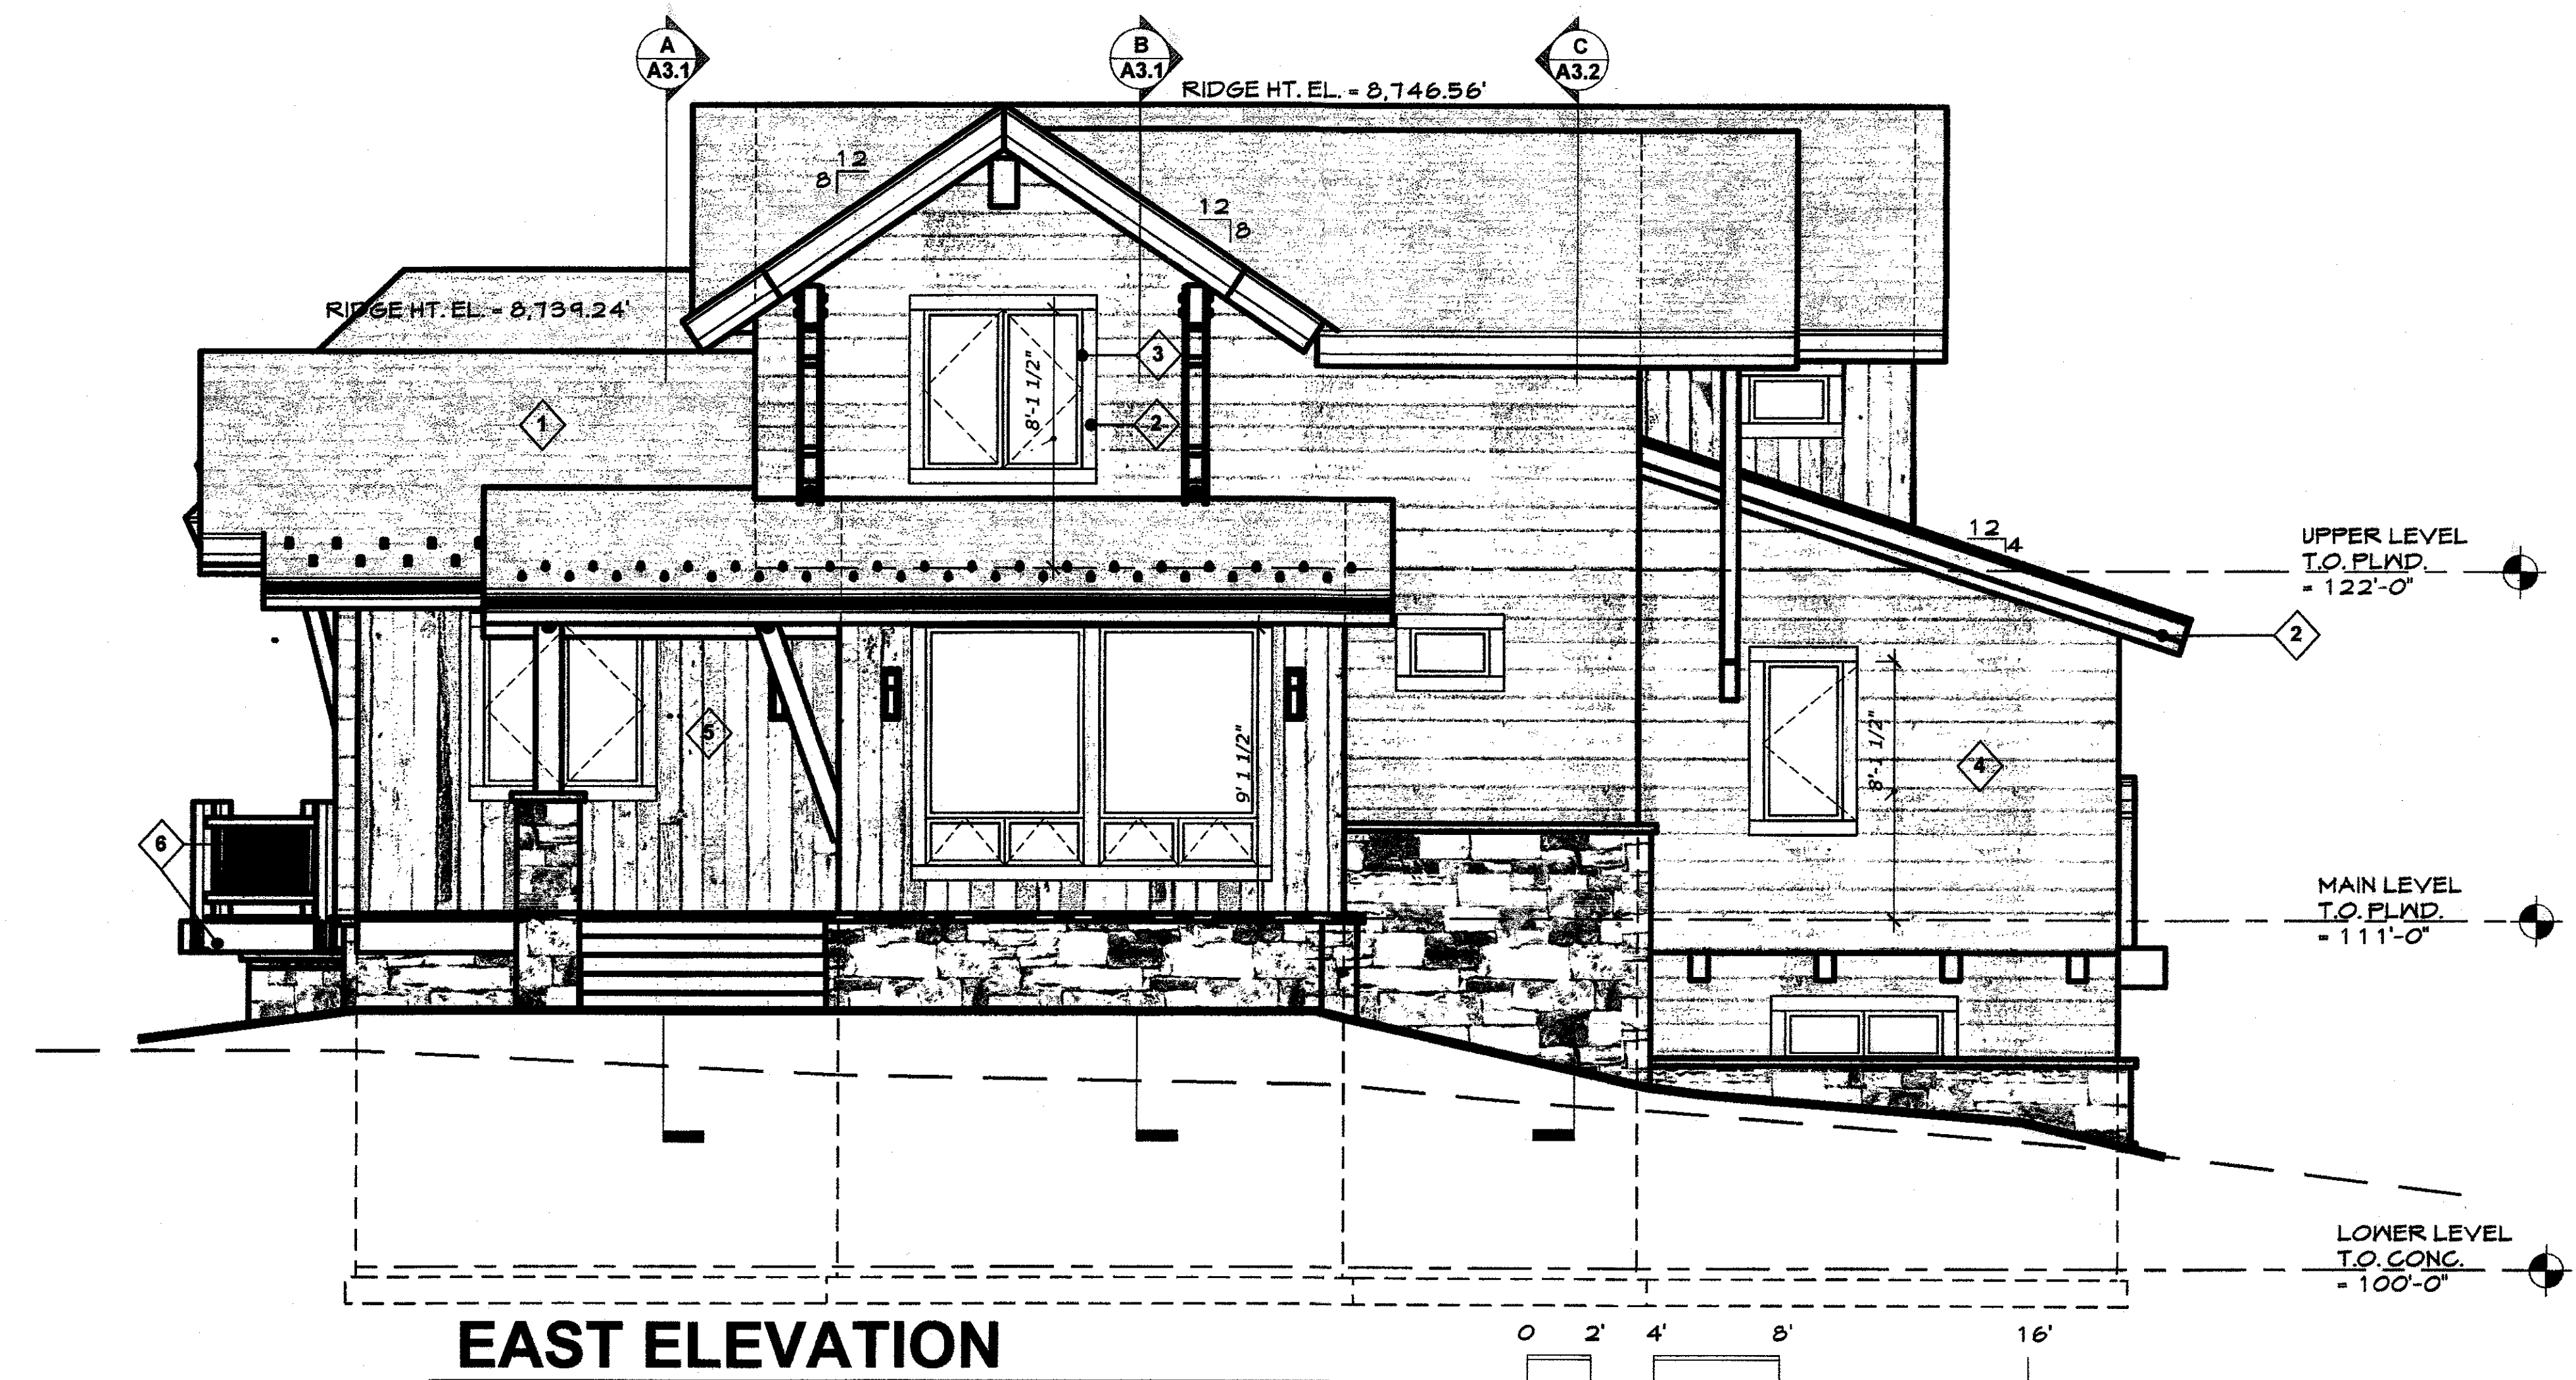 A
A3.1
B
A3.1
C
A3.2
RIDGE HT. EL. = 8,746.56'
12
8
12
8
RIDGE HT. EL. = 8,739.24'
8'-1 1/2"
3
2
1
12
4
UPPER LEVEL
T.O. PLWD.
= 122'-0"
2
5
9' 1 1/2"
8'-1 1/2"
4
6
MAIN LEVEL
T.O. PLWD.
= 111'-0"
LOWER LEVEL
T.O. CONC.
= 100'-0"
EAST ELEVATION
0 2' 4' 8' 16'